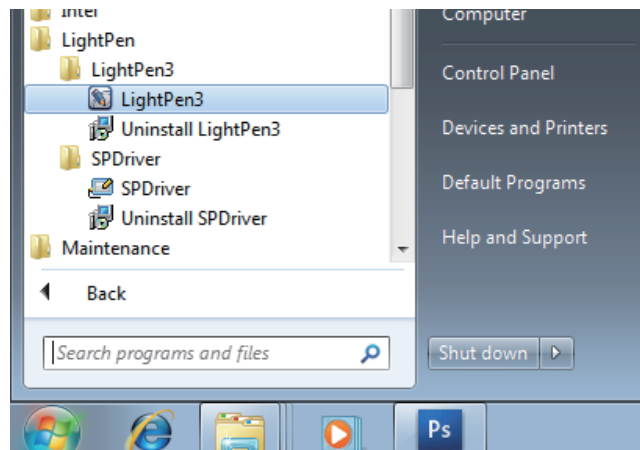 Intel
LightPen
LightPen3
LightPen3
Uninstall LightPen3
SPDriver
SPDriver
Uninstall SPDriver
Maintenance
Back
Search programs and files
Computer
Control Panel
Devices and Printers
Default Programs
Help and Support
Shut down
Ps